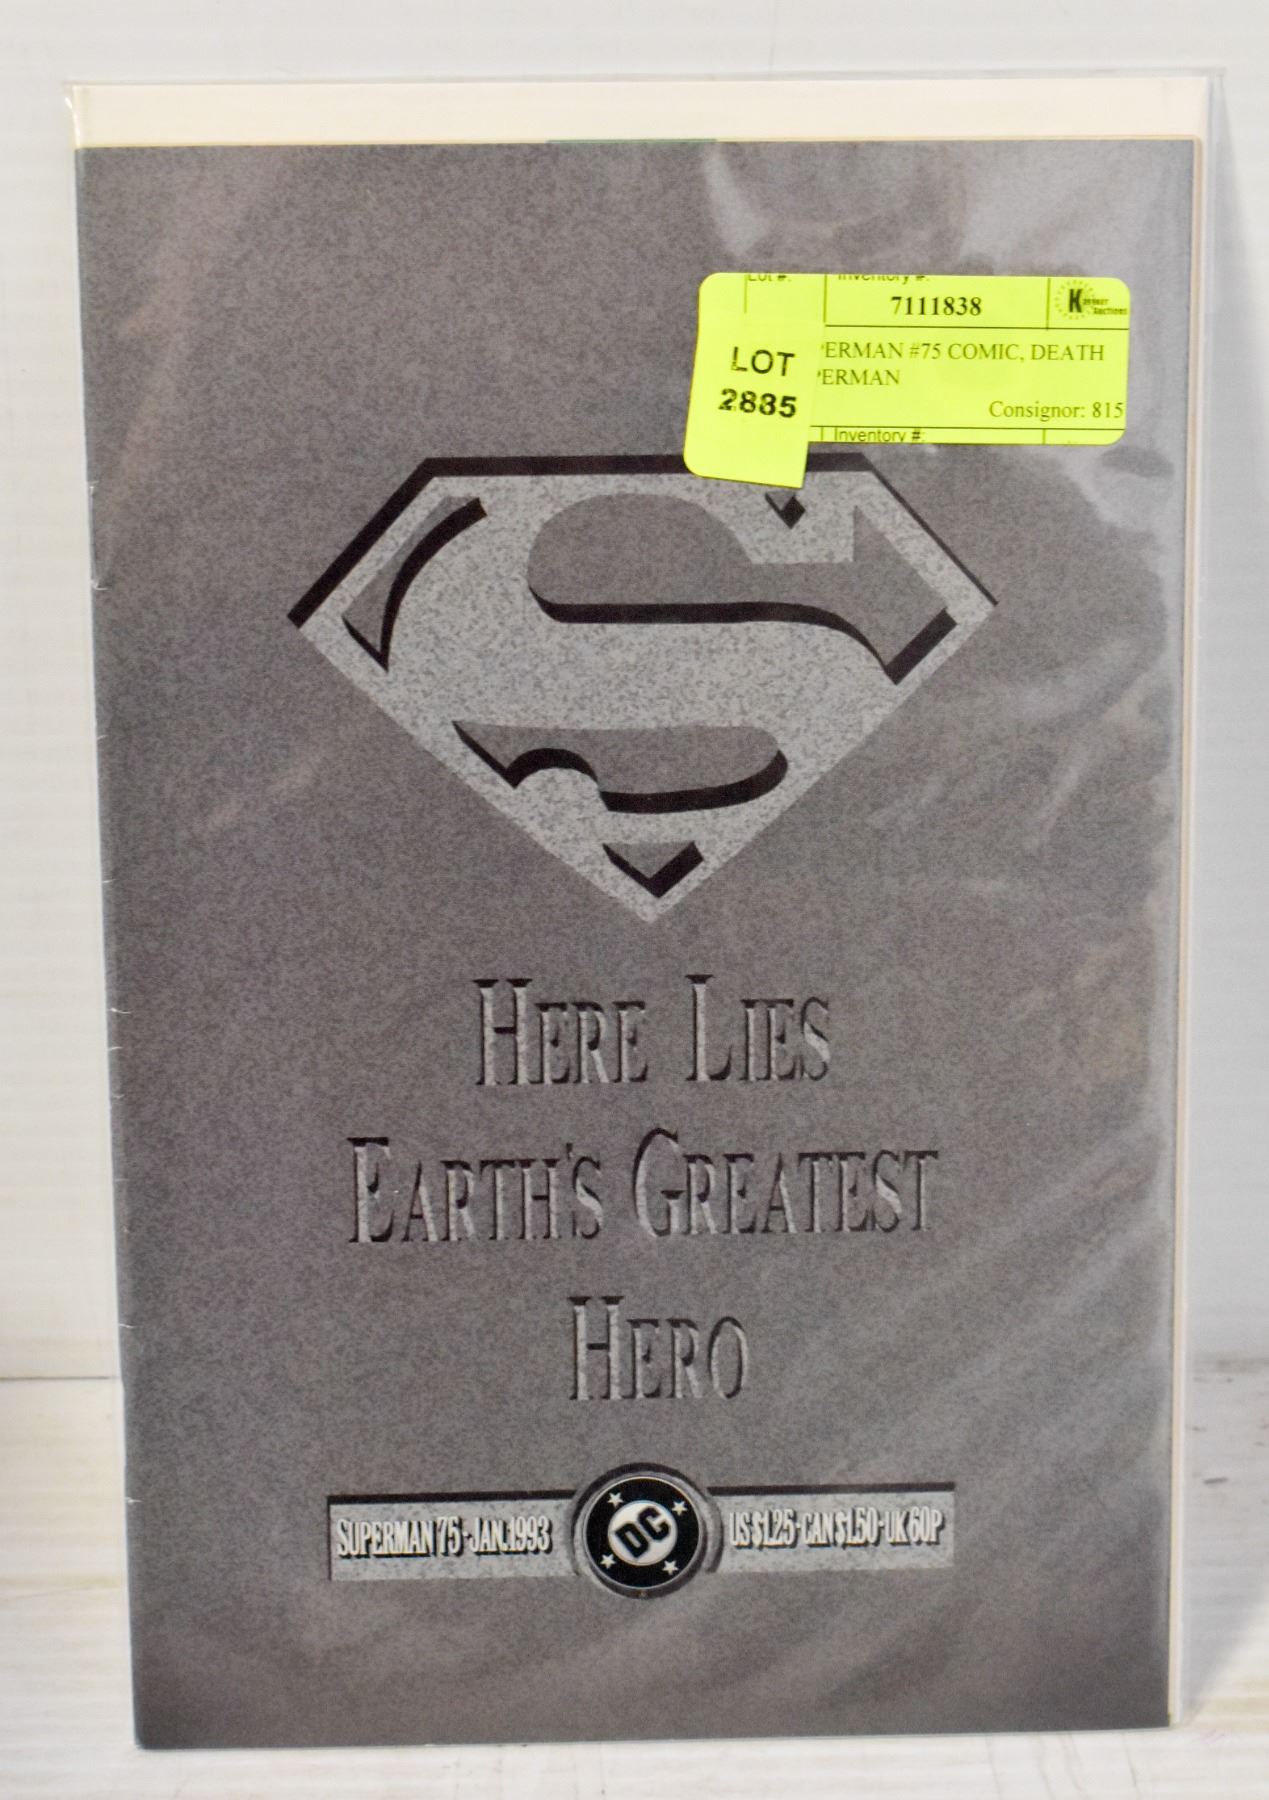 Lot #:
Inventory #:
7111838
K
Auctions
LOT
2885
PERMAN #75 COMIC, DEATH
PERMAN
Consignor: 815
Inventory #:
S
HERE LIES
EARTH'S GREATEST
HERO
SUPERMAN 75-JAN.1993
DC
US $1.25-CAN $1.50-UK 60P